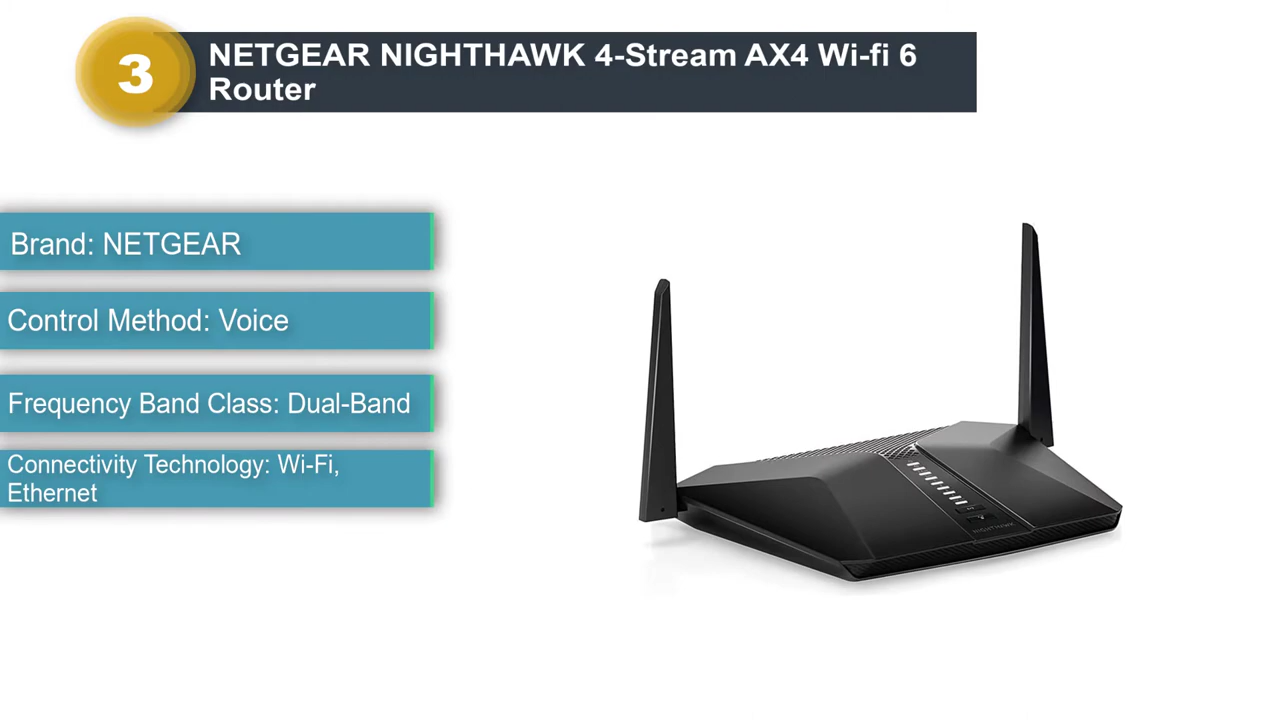 3
NETGEAR NIGHTHAWK 4-Stream AX4 Wi-fi 6
Router
Brand: NETGEAR
Control Method: Voice
Frequency Band Class: Dual-Band
Connectivity Technology: Wi-Fi,
Ethernet
NIGHTHAWK